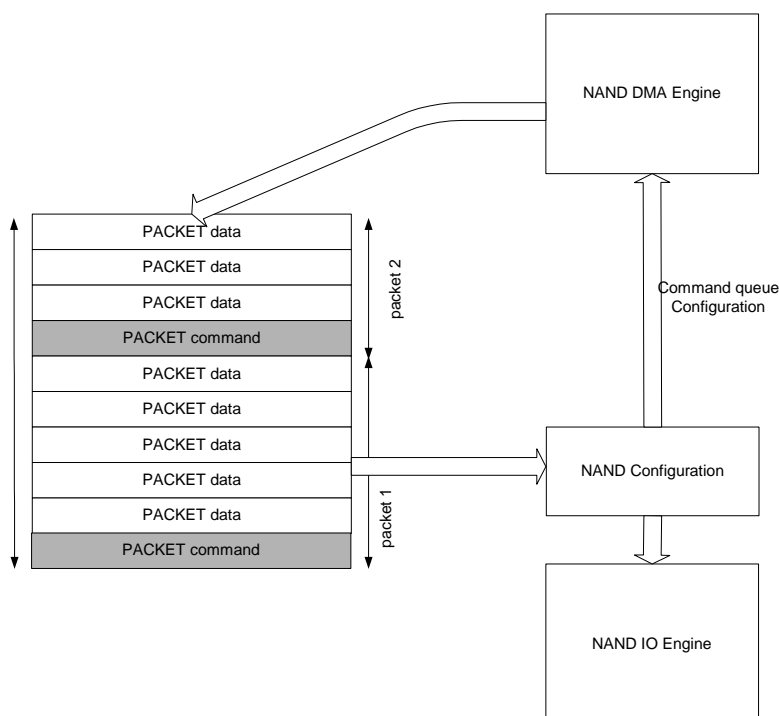 NAND DMA Engine
PACKET data
PACKET data
PACKET data
PACKET command
PACKET data
PACKET data
PACKET data
PACKET data
PACKET data
PACKET command
packet 2
packet 1
Command queue
Configuration
NAND Configuration
NAND IO Engine